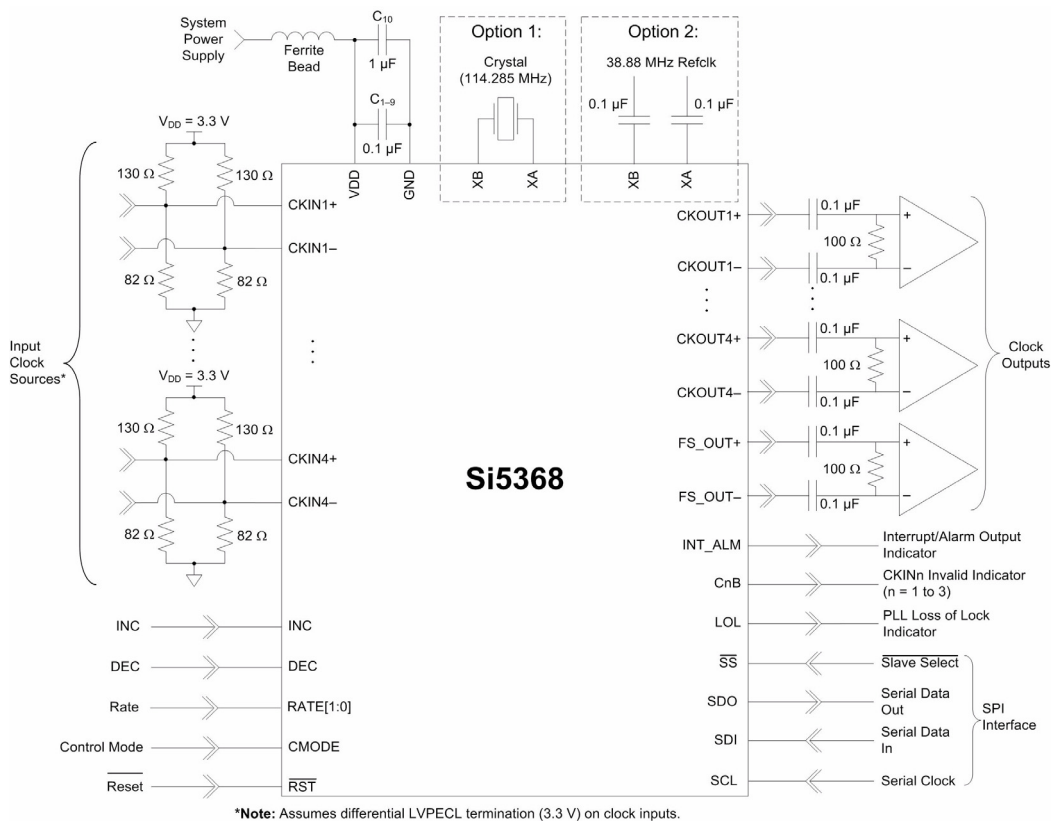 System
Power
Supply
Ferrite
Bead
C10
1 µF
C1–9
0.1 µF
Option 1:
Crystal
(114.285 MHz)
Option 2:
38.88 MHz Refclk
0.1 µF
0.1 µF
VDD
GND
XB
XA
XB
XA
VDD = 3.3 V
130 Ω
130 Ω
CKIN1+
CKIN1–
82 Ω
82 Ω
Input
Clock
Sources*
VDD = 3.3 V
130 Ω
130 Ω
CKIN4+
CKIN4–
82 Ω
82 Ω
INC
INC
DEC
DEC
Rate
RATE[1:0]
Control Mode
CMODE
Reset
RST
Si5368
CKOUT1+
0.1 µF
+
100 Ω
CKOUT1–
0.1 µF
–
CKOUT4+
0.1 µF
+
100 Ω
CKOUT4–
0.1 µF
–
FS_OUT+
0.1 µF
+
100 Ω
FS_OUT–
0.1 µF
–
Clock
Outputs
INT_ALM
Interrupt/Alarm Output
Indicator
CnB
CKINn Invalid Indicator
(n = 1 to 3)
LOL
PLL Loss of Lock
Indicator
SS
Slave Select
SDO
Serial Data
Out
SDI
Serial Data
In
SCL
Serial Clock
SPI
Interface
*Note: Assumes differential LVPECL termination (3.3 V) on clock inputs.